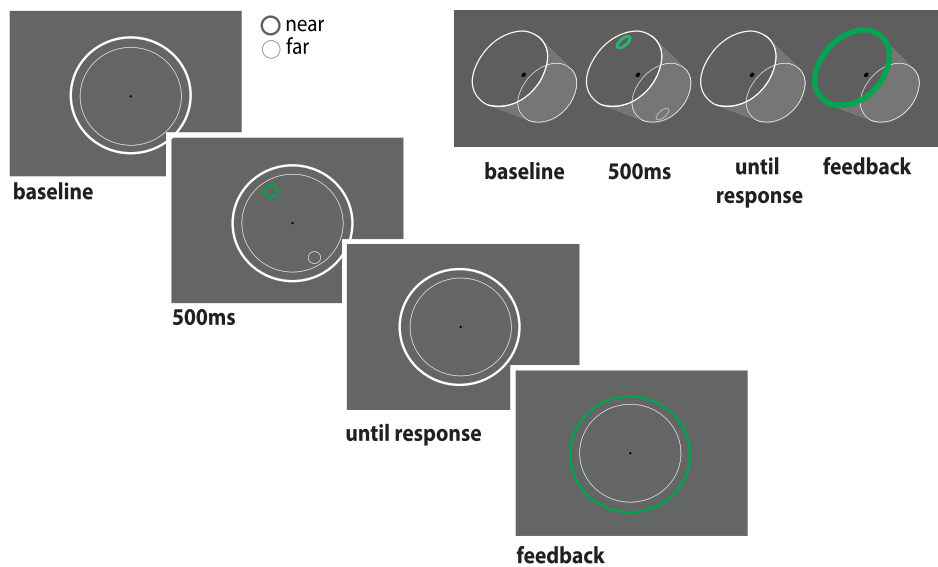 near
far
baseline
500ms
until response
feedback
baseline
500ms
until
response
feedback